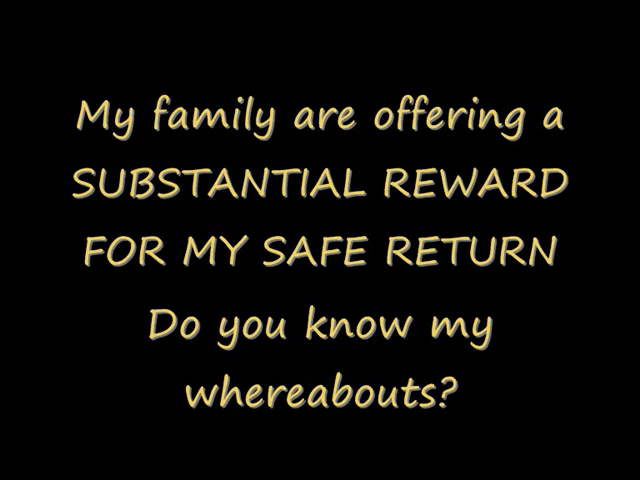 My family are offering a
SUBSTANTIAL REWARD
FOR MY SAFE RETURN
Do you know my
whereabouts?